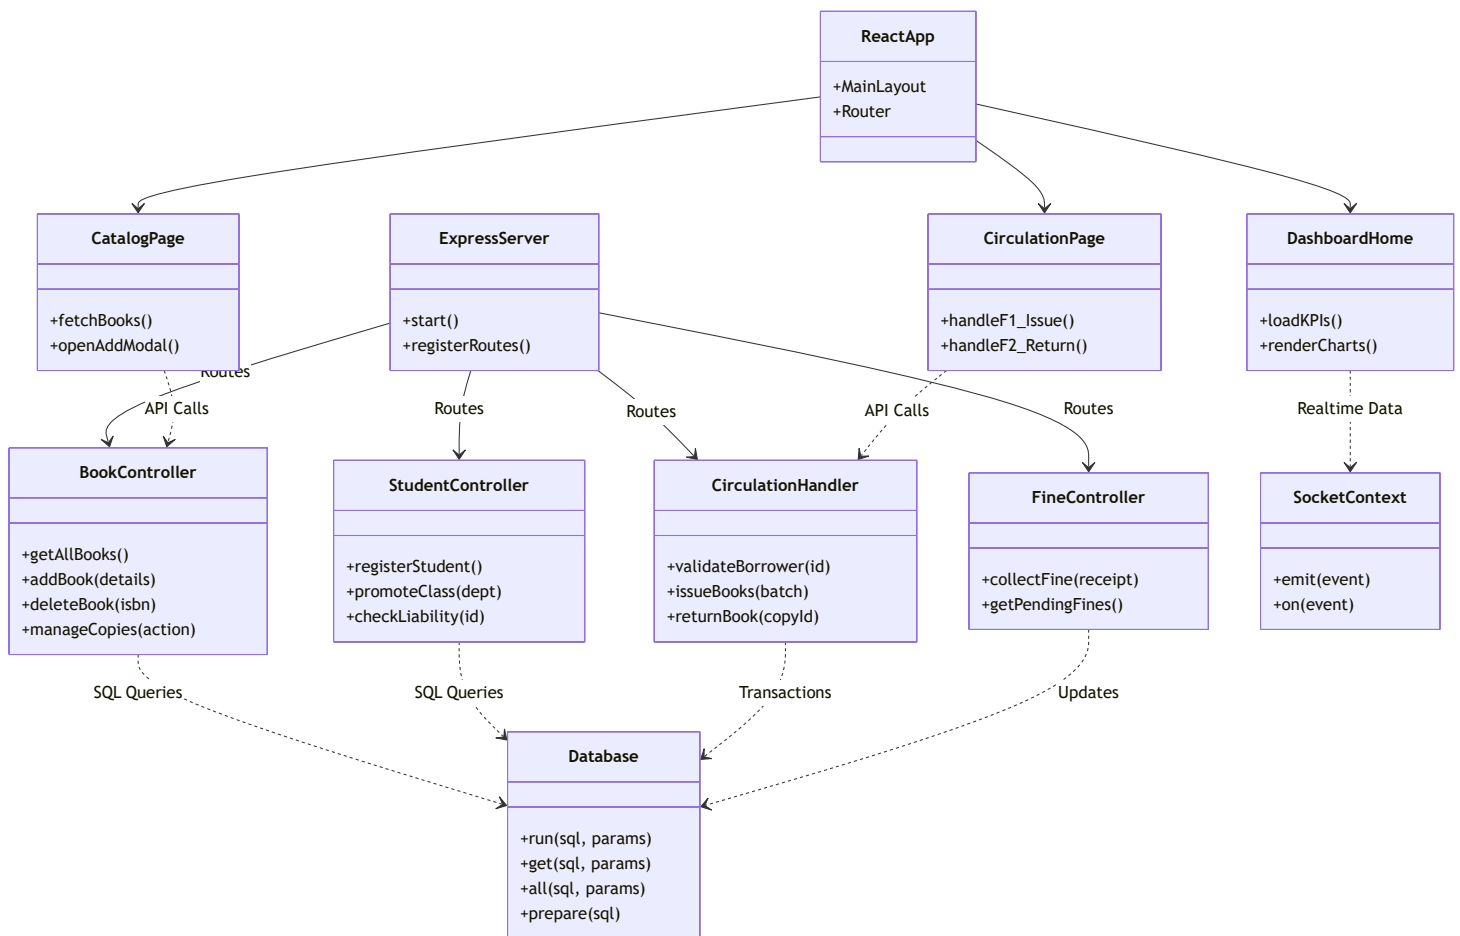 ReactApp
+MainLayout
+Router
CatalogPage
+fetchBooks()
+openAddModal()
ExpressServer
+start()
+registerRoutes()
CirculationPage
+handleF1_Issue()
+handleF2_Return()
DashboardHome
+loadKPIs()
+renderCharts()
Routes
API Calls
Routes
Routes
API Calls
Routes
Realtime Data
BookController
+getAllBooks()
+addBook(details)
+deleteBook(isbn)
+manageCopies(action)
StudentController
+registerStudent()
+promoteClass(dept)
+checkLiability(id)
CirculationHandler
+validateBorrower(id)
+issueBooks(batch)
+returnBook(copyId)
FineController
+collectFine(receipt)
+getPendingFines()
SocketContext
+emit(event)
+on(event)
SQL Queries
SQL Queries
Transactions
Updates
Database
+run(sql, params)
+get(sql, params)
+all(sql, params)
+prepare(sql)